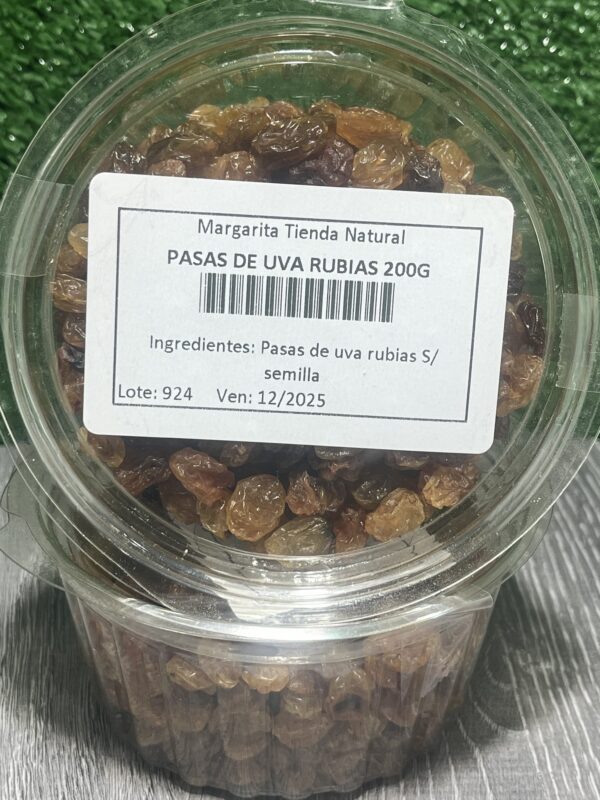 Margarita Tienda Natural
PASAS DE UVA RUBIAS 200G
Ingredientes: Pasas de uva rubias S/
semilla
Lote: 924 Ven: 12/2025